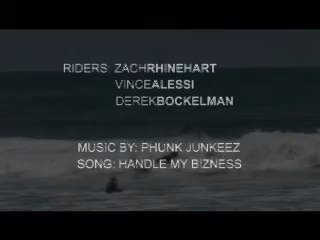 RIDERS: ZACHRHINEHART
VINCEALESSI
DEREKBOCKELMAN
MUSIC BY: PHUNK JUNKEEZ
SONG: HANDLE MY BIZNESS